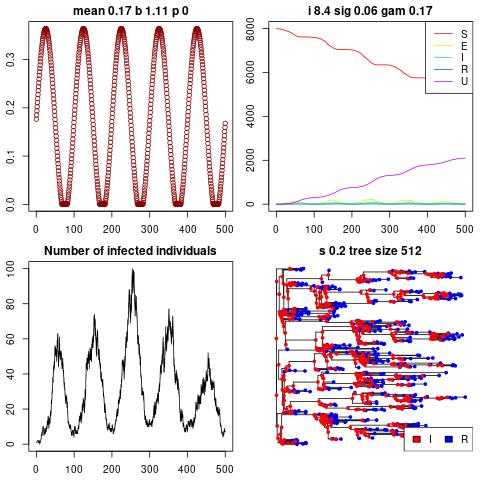 mean 0.17 b 1.11 p 0
0.3
0.2
0.1
0.0
0 100 200 300 400 500
i 8.4 sig 0.06 gam 0.17
8000
6000
4000
2000
0
0 100 200 300 400 500
S
E
I
R
U
Number of infected individuals
100
80
60
40
20
0
0 100 200 300 400 500
s 0.2 tree size 512
I R